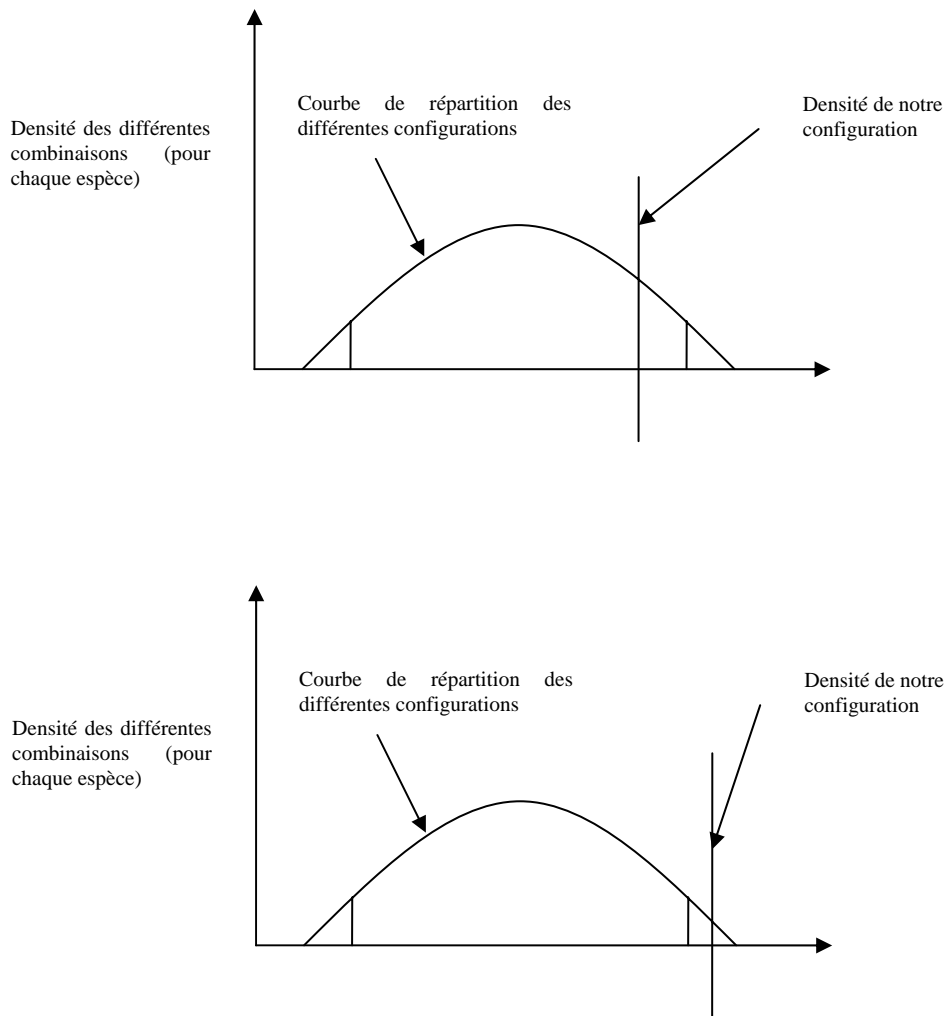 Courbe de répartition des
différentes configurations
Densité de notre
configuration
Densité des différentes
combinaisons (pour
chaque espèce)
Courbe de répartition des
différentes configurations
Densité de notre
configuration
Densité des différentes
combinaisons (pour
chaque espèce)